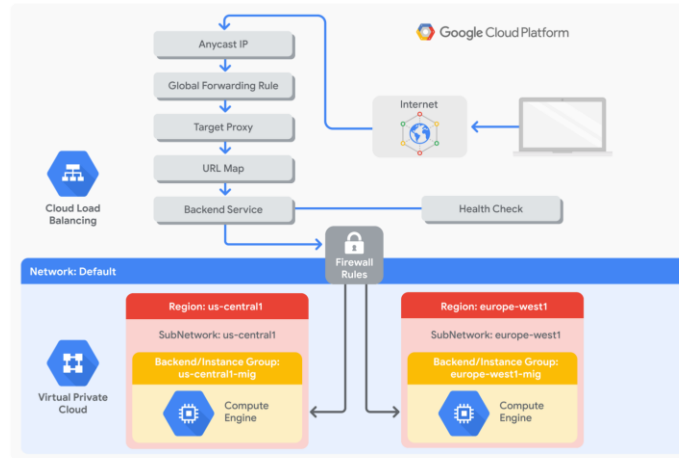 Google Cloud Platform
Anycast IP
Global Forwarding Rule
Internet
Target Proxy
URL Map
Cloud Load
Balancing
Backend Service
Health Check
Firewall
Rules
Network: Default
Region: us-central1
Region: europe-west1
SubNetwork: us-central1
SubNetwork: europe-west1
Backend/Instance Group:
us-central1-mig
Backend/Instance Group:
europe-west1-mig
Virtual Private
Cloud
Compute
Engine
Compute
Engine